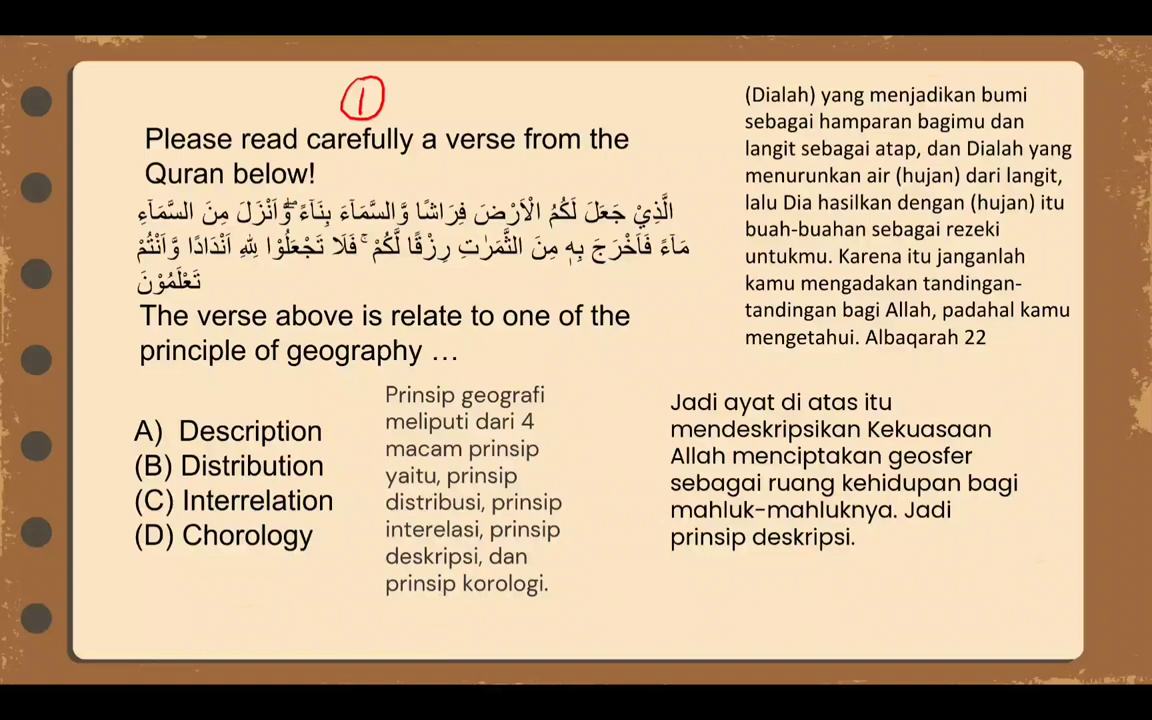 1
Please read carefully a verse from the
Quran below!
الَّذِيْ جَعَلَ لَكُمُ الْاَرْضَ فِرَاشًا وَّالسَّمَاۤءَ بِنَاۤءًۖ وَّاَنْزَلَ مِنَ السَّمَاۤءِ
مَاۤءً فَاَخْرَجَ بِهٖ مِنَ الثَّمَرٰتِ رِزْقًا لَّكُمْ ۚ فَلَا تَجْعَلُوْا لِلّٰهِ اَنْدَادًا وَّاَنْتُمْ
تَعْلَمُوْنَ
The verse above is relate to one of the
principle of geography …
A) Description
(B) Distribution
(C) Interrelation
(D) Chorology
Prinsip geografi
meliputi dari 4
macam prinsip
yaitu, prinsip
distribusi, prinsip
interelasi, prinsip
deskripsi, dan
prinsip korologi.
(Dialah) yang menjadikan bumi
sebagai hamparan bagimu dan
langit sebagai atap, dan Dialah yang
menurunkan air (hujan) dari langit,
lalu Dia hasilkan dengan (hujan) itu
buah-buahan sebagai rezeki
untukmu. Karena itu janganlah
kamu mengadakan tandingan-
tandingan bagi Allah, padahal kamu
mengetahui. Albaqarah 22
Jadi ayat di atas itu
mendeskripsikan Kekuasaan
Allah menciptakan geosfer
sebagai ruang kehidupan bagi
mahluk-mahluknya. Jadi
prinsip deskripsi.